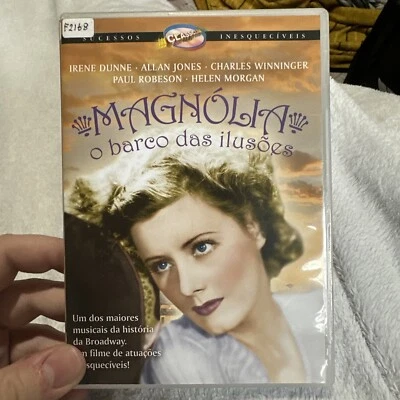 F2168
SUCESSOS CLASSIC INESQUECÍVEIS
IRENE DUNNE · ALLAN JONES · CHARLES WINNINGER
PAUL ROBESON · HELEN MORGAN
MAGNÓLIA
o barco das ilusões
Um dos maiores
musicais da história
da Broadway.
filme de atuações